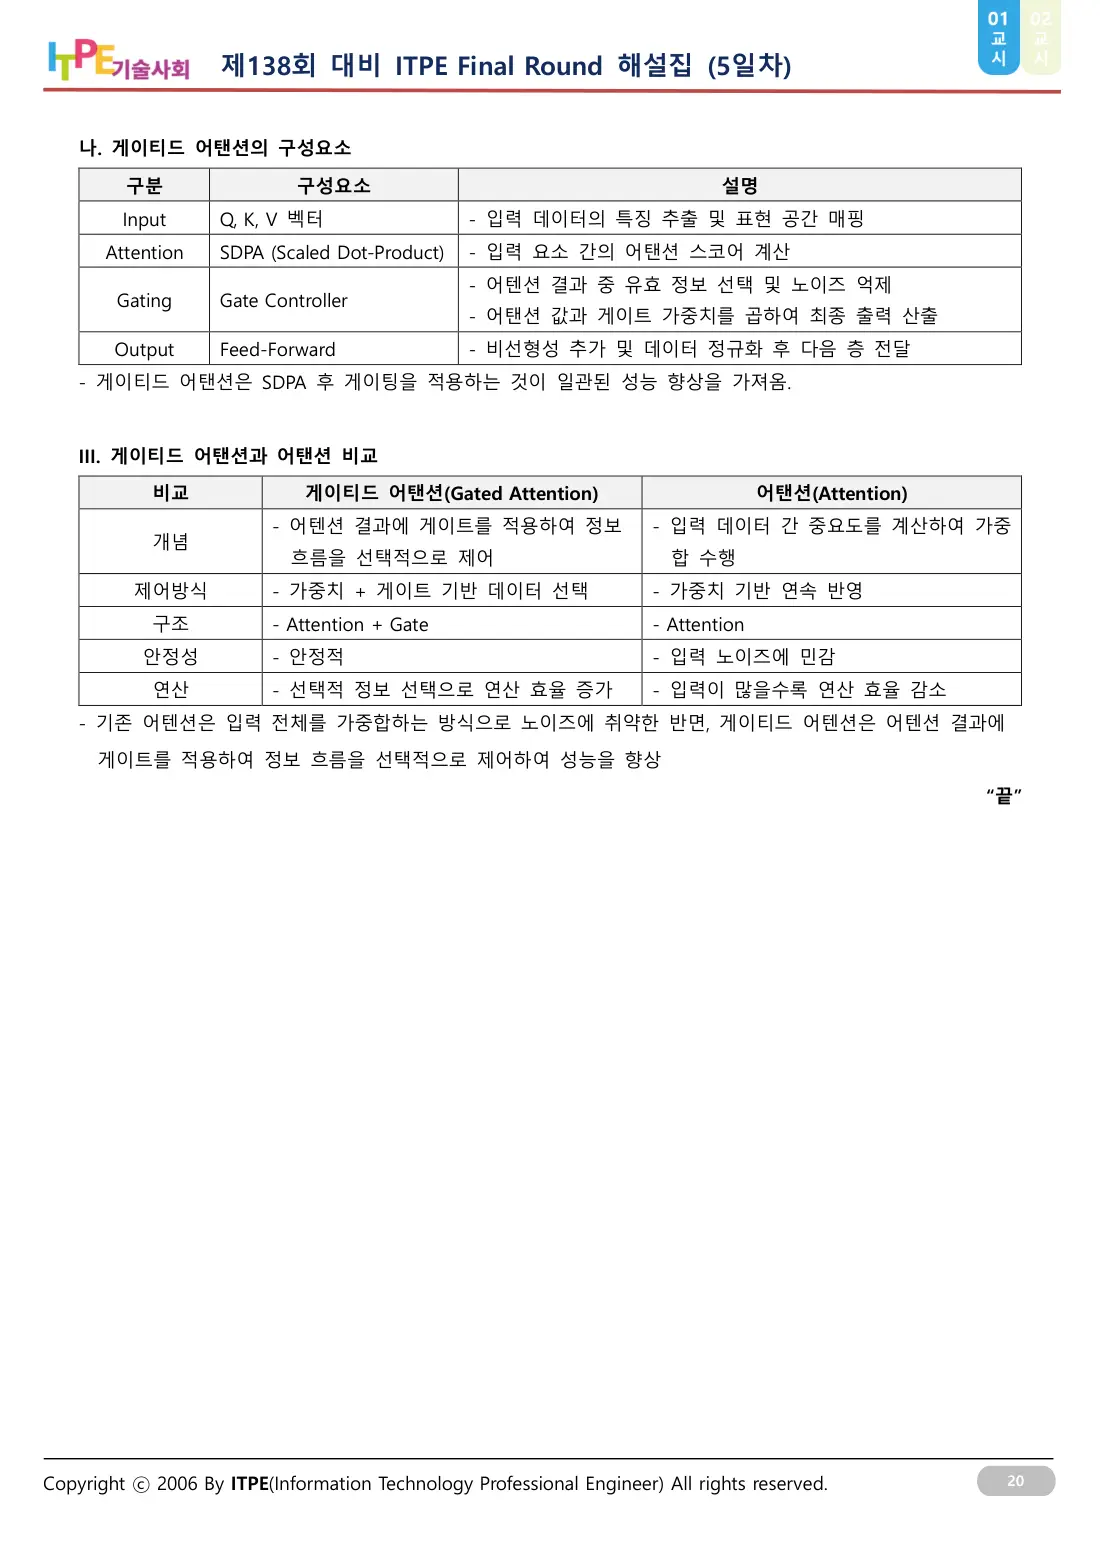 ITPE기술사회 제138회 대비 ITPE Final Round 해설집 (5일차)
01 교 시
02 교 시
나. 게이티드 어탠션의 구성요소
구분 구성요소 설명
Input Q, K, V 벡터 - 입력 데이터의 특징 추출 및 표현 공간 매핑
Attention SDPA (Scaled Dot-Product) - 입력 요소 간의 어탠션 스코어 계산
Gating Gate Controller - 어텐션 결과 중 유효 정보 선택 및 노이즈 억제
- 어탠션 값과 게이트 가중치를 곱하여 최종 출력 산출
Output Feed-Forward - 비선형성 추가 및 데이터 정규화 후 다음 층 전달
- 게이티드 어탠션은 SDPA 후 게이팅을 적용하는 것이 일관된 성능 향상을 가져옴.
III. 게이티드 어탠션과 어탠션 비교
비교 게이티드 어탠션(Gated Attention) 어탠션(Attention)
개념 - 어텐션 결과에 게이트를 적용하여 정보 흐름을 선택적으로 제어 - 입력 데이터 간 중요도를 계산하여 가중합 수행
제어방식 - 가중치 + 게이트 기반 데이터 선택 - 가중치 기반 연속 반영
구조 - Attention + Gate - Attention
안정성 - 안정적 - 입력 노이즈에 민감
연산 - 선택적 정보 선택으로 연산 효율 증가 - 입력이 많을수록 연산 효율 감소
- 기존 어텐션은 입력 전체를 가중합하는 방식으로 노이즈에 취약한 반면, 게이티드 어텐션은 어텐션 결과에
게이트를 적용하여 정보 흐름을 선택적으로 제어하여 성능을 향상
“끝”
Copyright ⓒ 2006 By ITPE(Information Technology Professional Engineer) All rights reserved.
20